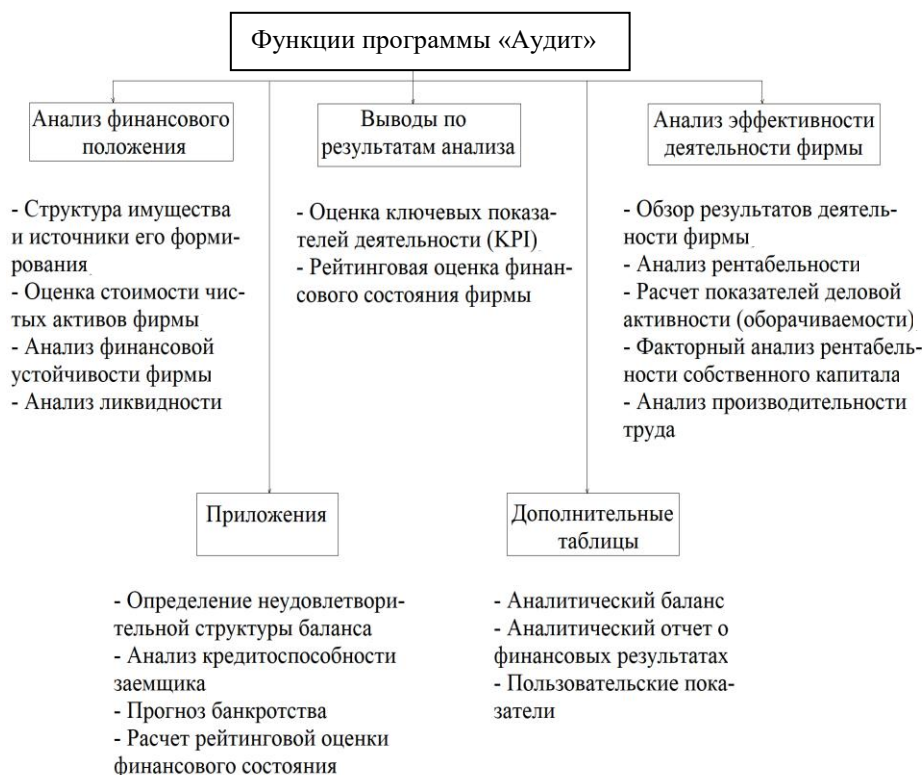 Функции программы «Аудит»
Анализ финансового
положения
- Структура имущества
и источники его форми-
рования
- Оценка стоимости чис-
тых активов фирмы
- Анализ финансовой
устойчивости фирмы
- Анализ ликвидности
Выводы по
результатам анализа
- Оценка ключевых показа-
телей деятельности (KPI)
- Рейтинговая оценка финан-
сового состояния фирмы
Анализ эффективности
деятельности фирмы
- Обзор результатов деятель-
ности фирмы
- Анализ рентабельности
- Расчет показателей деловой
активности (оборачиваемости)
- Факторный анализ рентабель-
ности собственного капитала
- Анализ производительности
труда
Приложения
- Определение неудовлетвори-
тельной структуры баланса
- Анализ кредитоспособности
заемщика
- Прогноз банкротства
- Расчет рейтинговой оценки
финансового состояния
Дополнительные
таблицы
- Аналитический баланс
- Аналитический отчет о
финансовых результатах
- Пользовательские пока-
затели